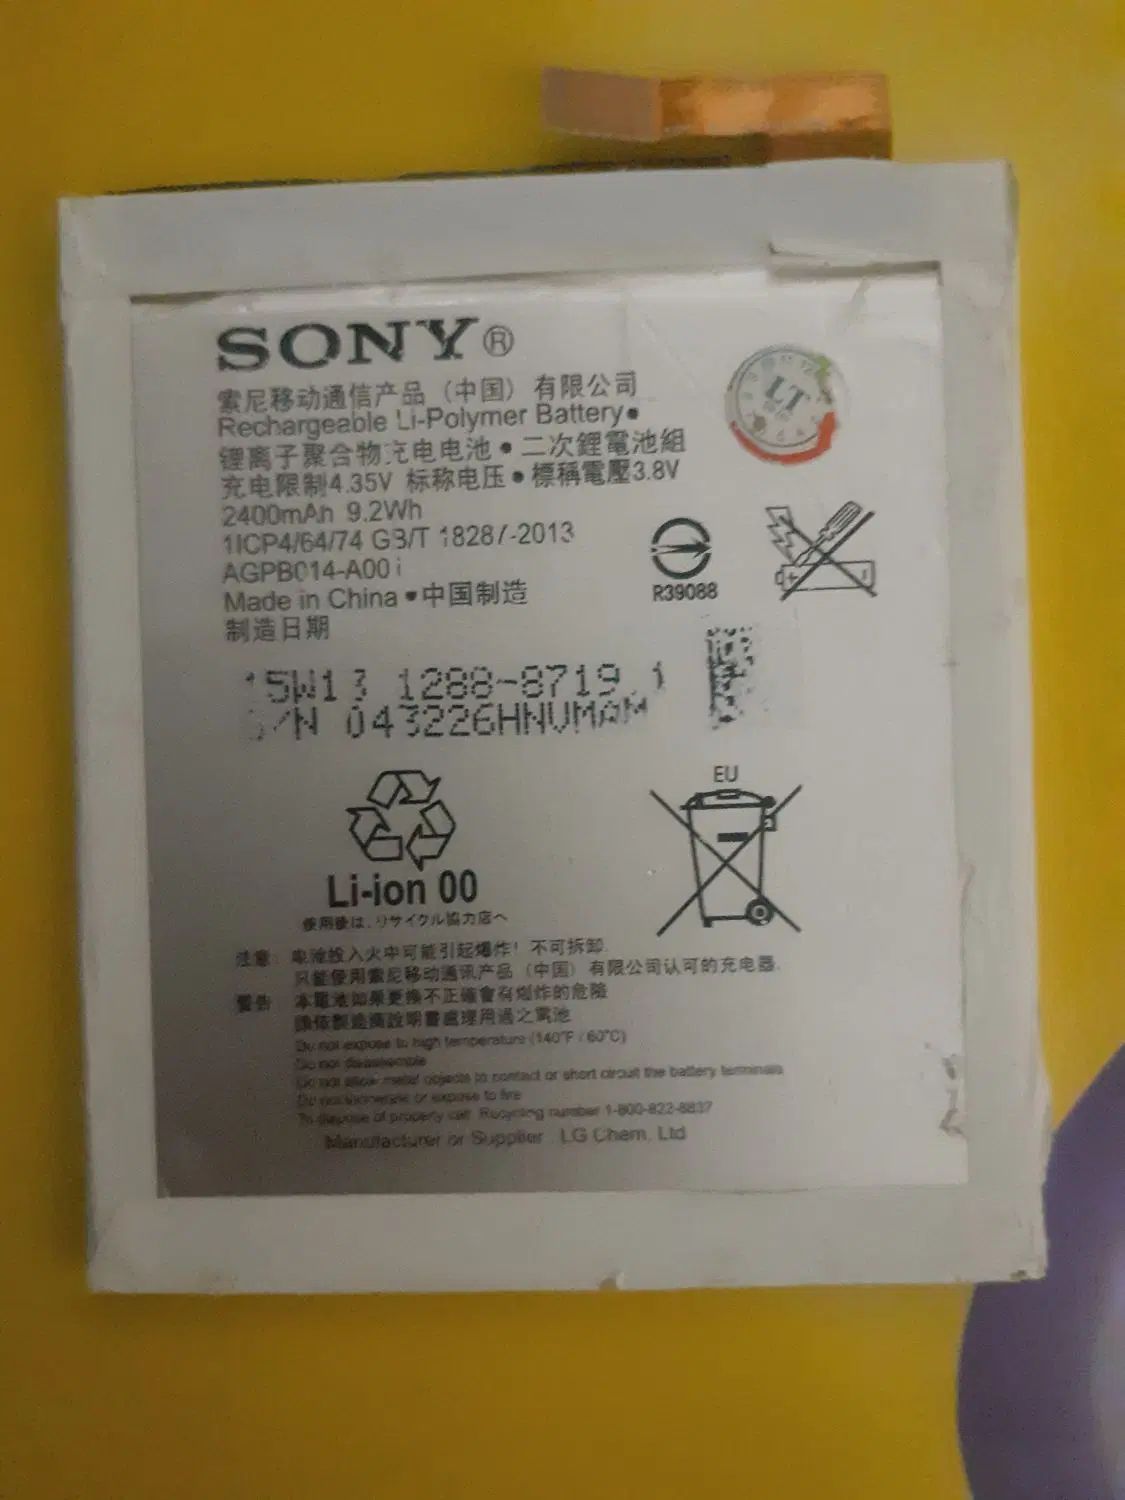 SONY®
索尼移动通信产品（中国）有限公司
Rechargeable Li-Polymer Battery•
锂离子聚合物充电电池•二次鋰電池組
充电限制4.35V 标称电压•標稱電壓3.8V
2400mAh 9.2Wh
1ICP4/64/74 GB/T 18287-2013
AGPB014-A001
Made in China•中国制造
制造日期
LT
R39088
15W13 1288-8719.1
S/N 043226HNVMAM
Li-ion 00
使用後は、リサイクル協力店へ
EU
注意：电池投入火中可能引起爆炸！不可拆卸.
只能使用索尼移动通讯产品（中国）有限公司认可的充电器.
警告 本電池如果更換不正確會有爆炸的危險
請依製造商說明書處理用過之電池
Do not expose to high temperature (140°F / 60°C)
Do not disassemble
Do not allow metal objects to contact or short circuit the battery terminals
Do not incinerate or expose to fire
To dispose of property call Recycling number 1-800-822-8837
Manufacturer or Supplier : LG Chem, Ltd